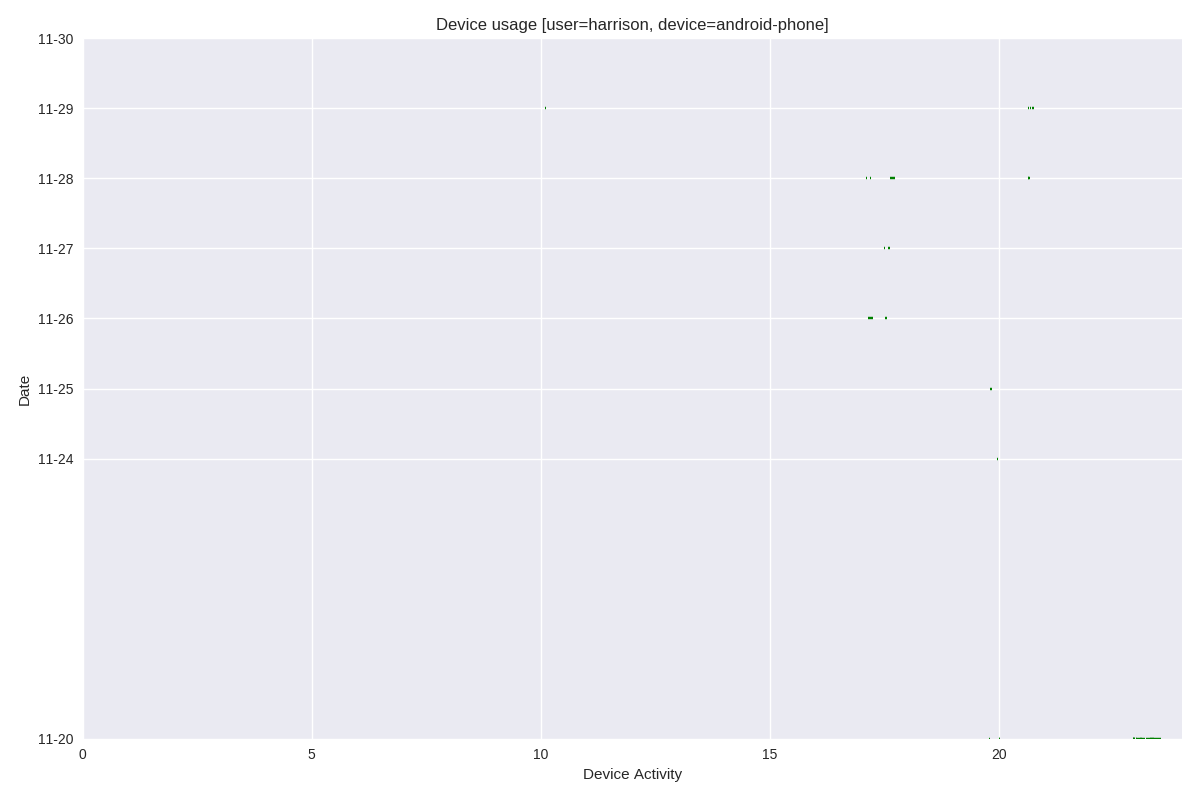 Device usage [user=harrison, device=android-phone]
11-30
11-29
11-28
11-27
11-26
11-25
11-24
11-20
Date
0 5 10 15 20
Device Activity